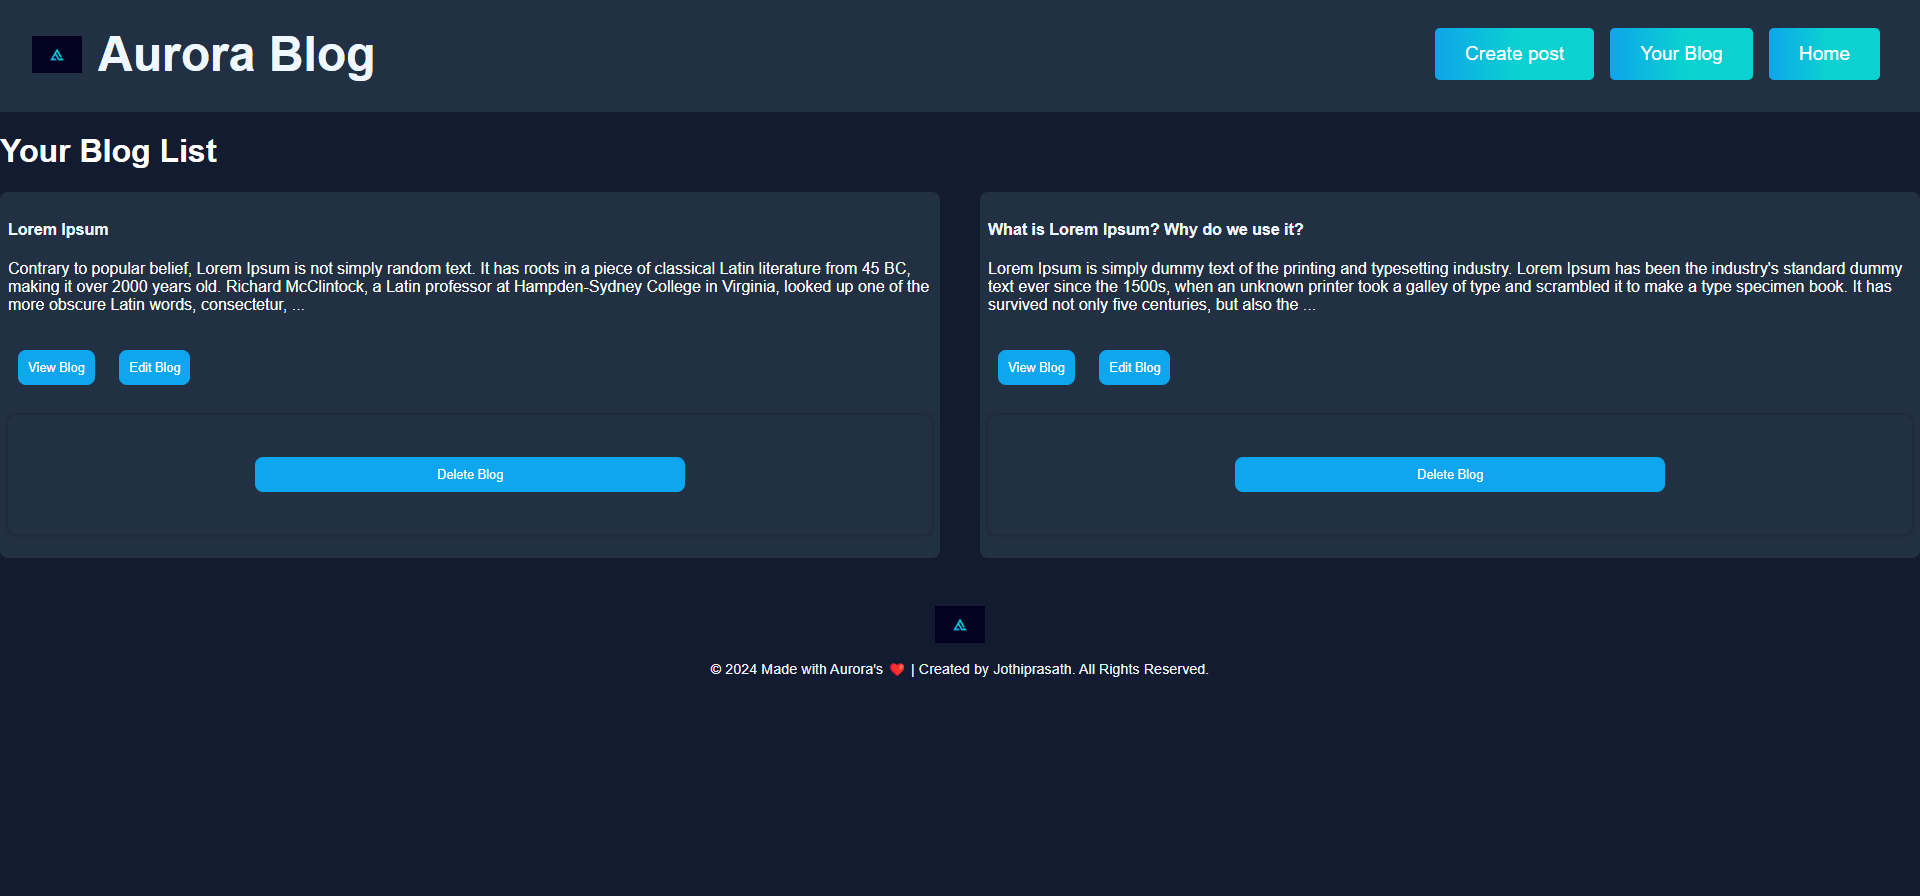 Aurora Blog
Create post
Your Blog
Home
Your Blog List
Lorem Ipsum
Contrary to popular belief, Lorem Ipsum is not simply random text. It has roots in a piece of classical Latin literature from 45 BC,
making it over 2000 years old. Richard McClintock, a Latin professor at Hampden-Sydney College in Virginia, looked up one of the
more obscure Latin words, consectetur, ...
View Blog
Edit Blog
Delete Blog
What is Lorem Ipsum? Why do we use it?
Lorem Ipsum is simply dummy text of the printing and typesetting industry. Lorem Ipsum has been the industry's standard dummy
text ever since the 1500s, when an unknown printer took a galley of type and scrambled it to make a type specimen book. It has
survived not only five centuries, but also the ...
View Blog
Edit Blog
Delete Blog
© 2024 Made with Aurora's ❤️ | Created by Jothiprasath. All Rights Reserved.